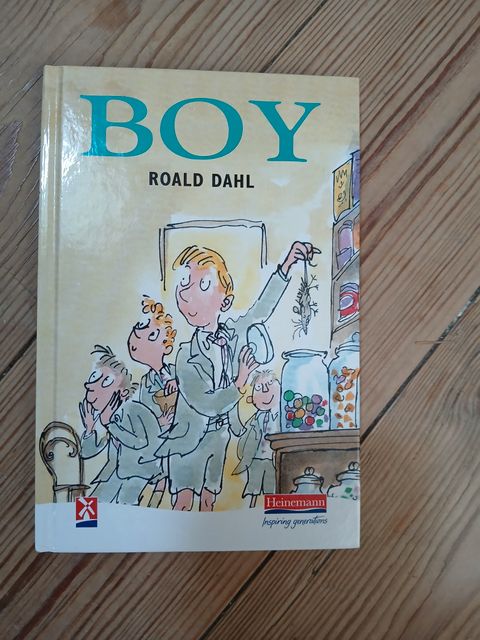 BOY
ROALD DAHL
Heinemann
Inspiring generations